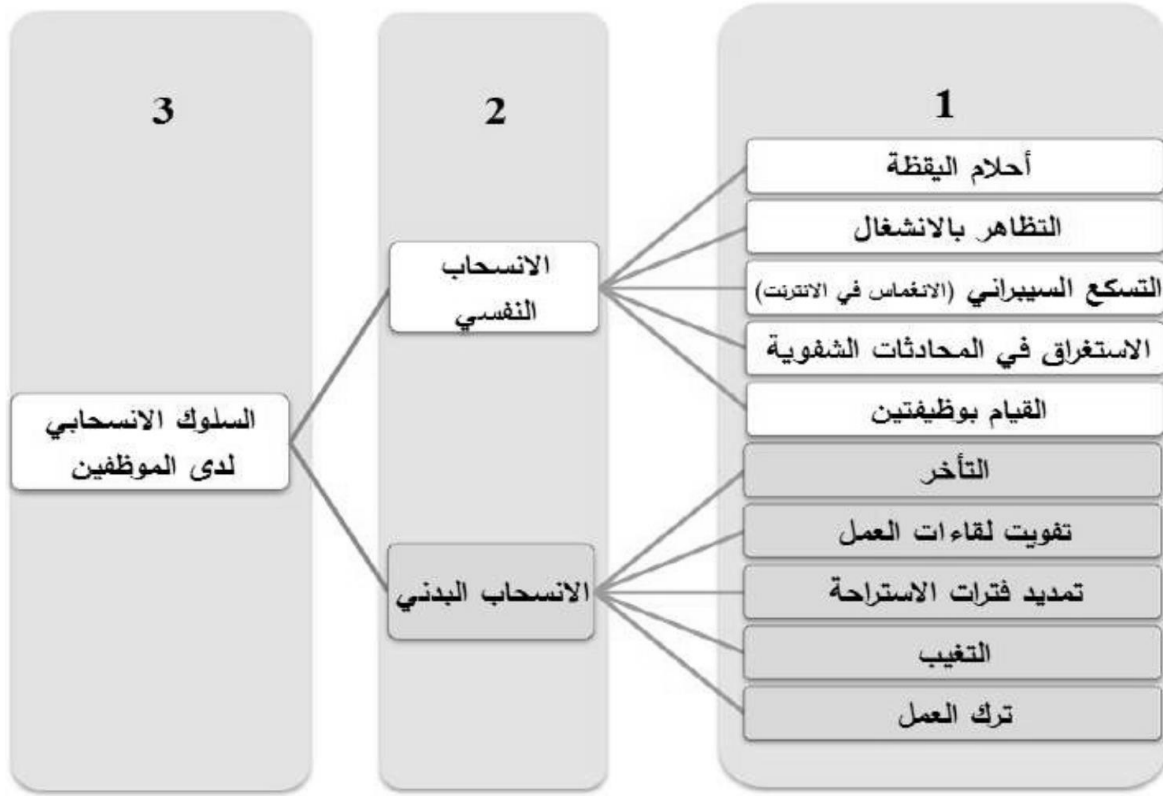 1
أحلام اليقظة
التظاهر بالانشغال
التسكع السيبراني (الانغماس في الانترنت)
الاستغراق في المحادثات الشفوية
القيام بوظيفتين
التأخر
تفويت لقاءات العمل
تمديد فترات الاستراحة
التغيب
ترك العمل
2
الانسحاب
النفسي
الانسحاب البدني
3
السلوك الانسحابي
لدى الموظفين